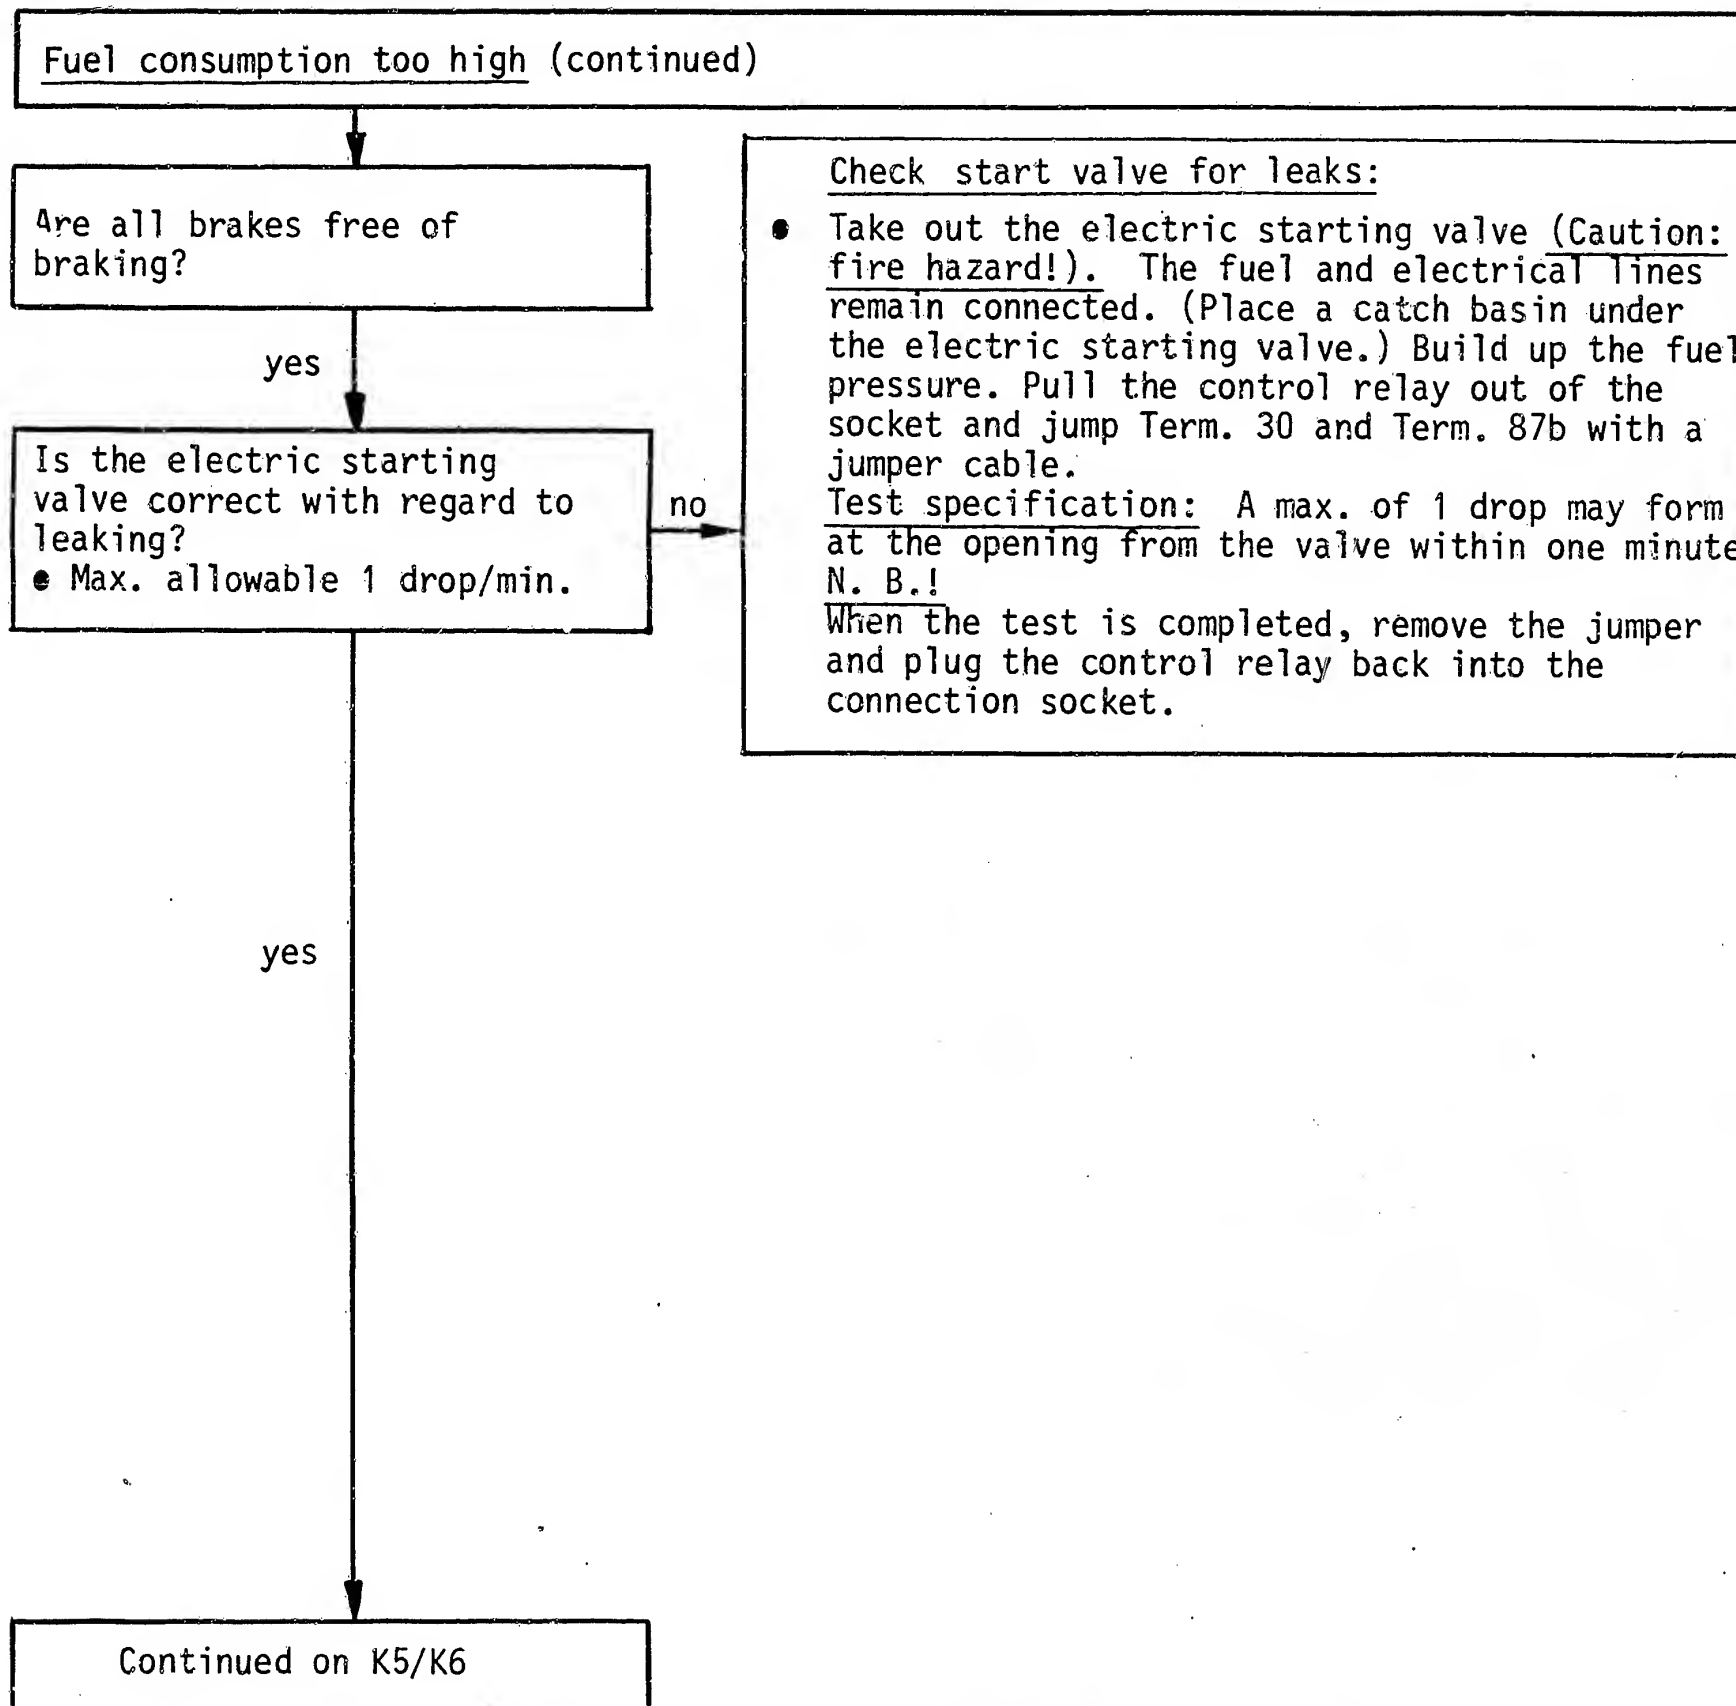 Fuel consumption too high (continued)
Are all brakes free of
braking?
yes
Is the electric starting
valve correct with regard to
leaking?
● Max. allowable 1 drop/min.
no
Check start valve for leaks:
● Take out the electric starting valve (Caution:
fire hazard!). The fuel and electrical lines
remain connected. (Place a catch basin under
the electric starting valve.) Build up the fuel
pressure. Pull the control relay out of the
socket and jump Term. 30 and Term. 87b with a
jumper cable.
Test specification: A max. of 1 drop may form
at the opening from the valve within one minute
N. B.!
When the test is completed, remove the jumper
and plug the control relay back into the
connection socket.
yes
Continued on K5/K6